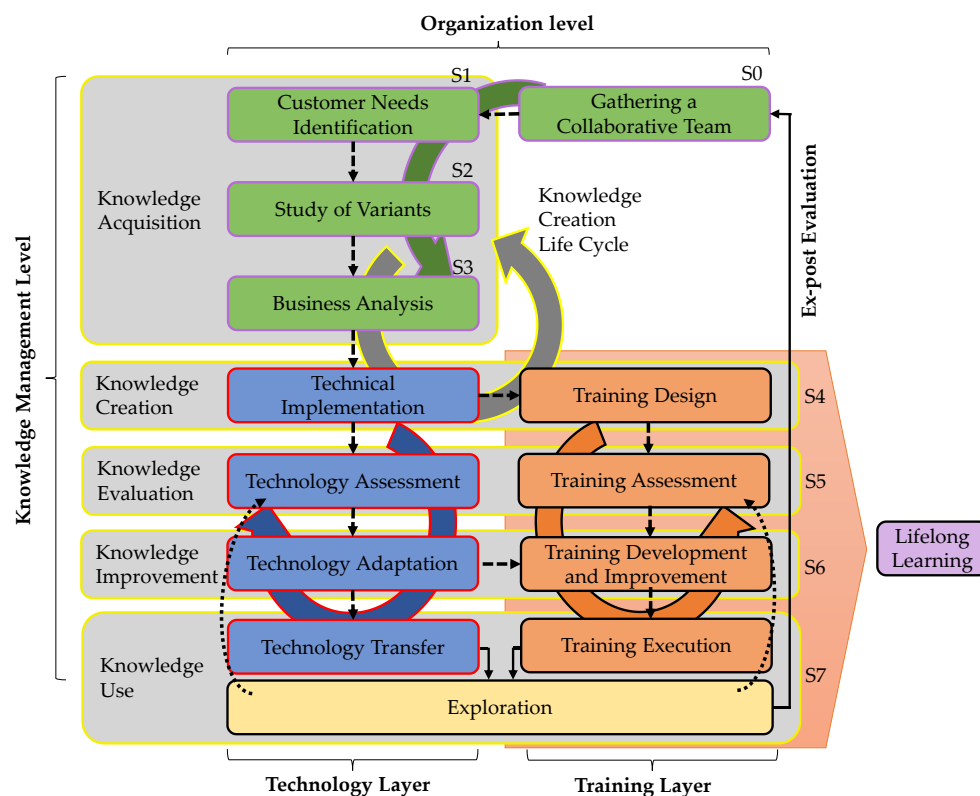 Organization level
S1
S0
Customer Needs
Identification
Gathering a
Collaborative Team
S2
Knowledge
Acquisition
Study of Variants
Knowledge
Creation
Life Cycle
S3
Business Analysis
Ex-post Evaluation
Knowledge Management Level
Knowledge
Creation
Technical
Implementation
Training Design
S4
Knowledge
Evaluation
Technology Assessment
Training Assessment
S5
Knowledge
Improvement
Technology Adaptation
Training Development
and Improvement
S6
Lifelong
Learning
Knowledge
Use
Technology Transfer
Training Execution
S7
Exploration
Technology Layer
Training Layer